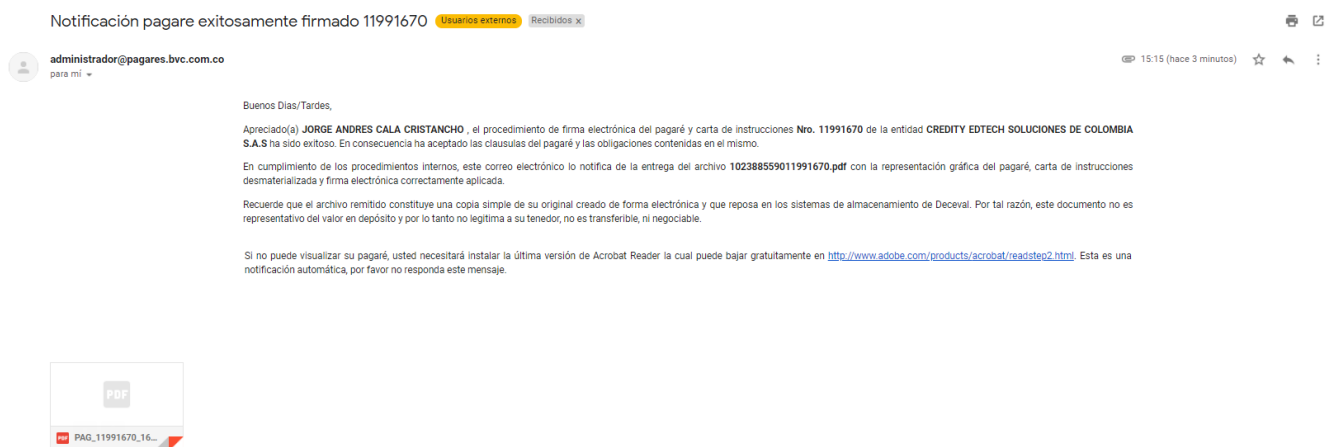 Notificación pagare exitosamente firmado 11991670 Usuarios externos Recibidos x
administrador@pagares.bvc.com.co
15:15 (hace 3 minutos)
para mí
Buenos Dias/Tardes,
Apreciado(a) JORGE ANDRES CALA CRISTANCHO , el procedimiento de firma electrónica del pagaré y carta de instrucciones Nro. 11991670 de la entidad CREDITY EDTECH SOLUCIONES DE COLOMBIA
S.A.S ha sido exitoso. En consecuencia ha aceptado las clausulas del pagaré y las obligaciones contenidas en el mismo.
En cumplimiento de los procedimientos internos, este correo electrónico lo notifica de la entrega del archivo 102388559011991670.pdf con la representación gráfica del pagaré, carta de instrucciones
desmaterializada y firma electrónica correctamente aplicada.
Recuerde que el archivo remitido constituye una copia simple de su original creado de forma electrónica y que reposa en los sistemas de almacenamiento de Deceval. Por tal razón, este documento no es
representativo del valor en depósito y por lo tanto no legitima a su tenedor, no es transferible, ni negociable.
Si no puede visualizar su pagaré, usted necesitará instalar la última versión de Acrobat Reader la cual puede bajar gratuitamente en http://www.adobe.com/products/acrobat/readstep2.html. Esta es una
notificación automática, por favor no responda este mensaje.
PDF
PDF PAG_11991670_16...